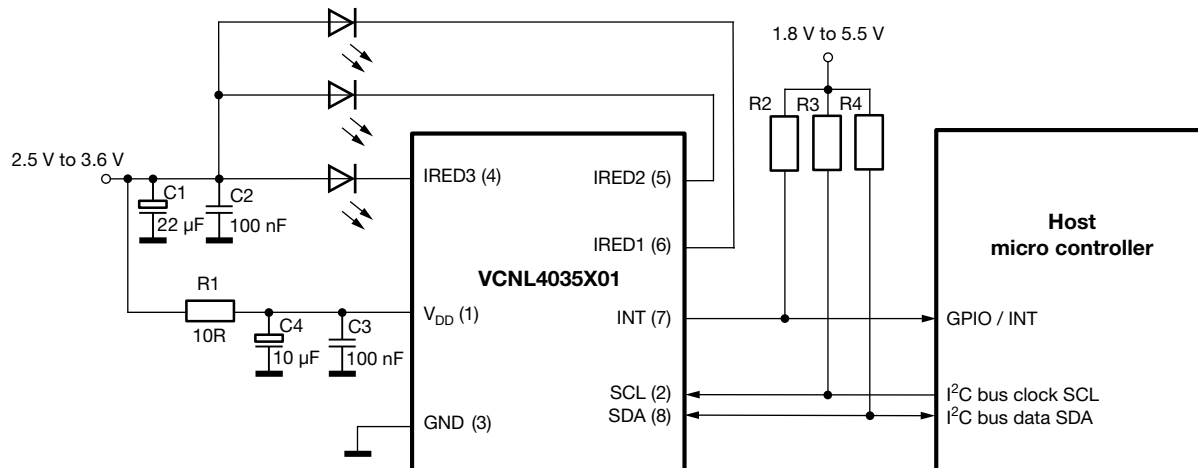 1.8 V to 5.5 V
R2 R3 R4
2.5 V to 3.6 V
C1
22 µF
C2
100 nF
R1
10R
C4
10 µF
C3
100 nF
IRED3 (4)
V_DD (1)
GND (3)
VCNL4035X01
IRED2 (5)
IRED1 (6)
INT (7)
SCL (2)
SDA (8)
Host
micro controller
GPIO / INT
I²C bus clock SCL
I²C bus data SDA